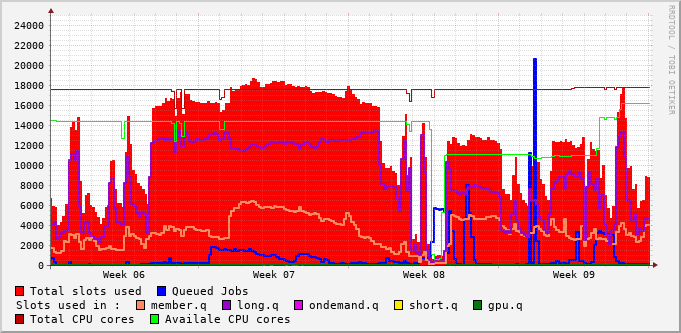 RRDTOOL / TOBI OETIKER
24000
22000
20000
18000
16000
14000
12000
10000
8000
6000
4000
2000
0
Week 06 Week 07 Week 08 Week 09
Total slots used Queued Jobs
Slots used in : member.q long.q ondemand.q short.q gpu.q
Total CPU cores Availale CPU cores